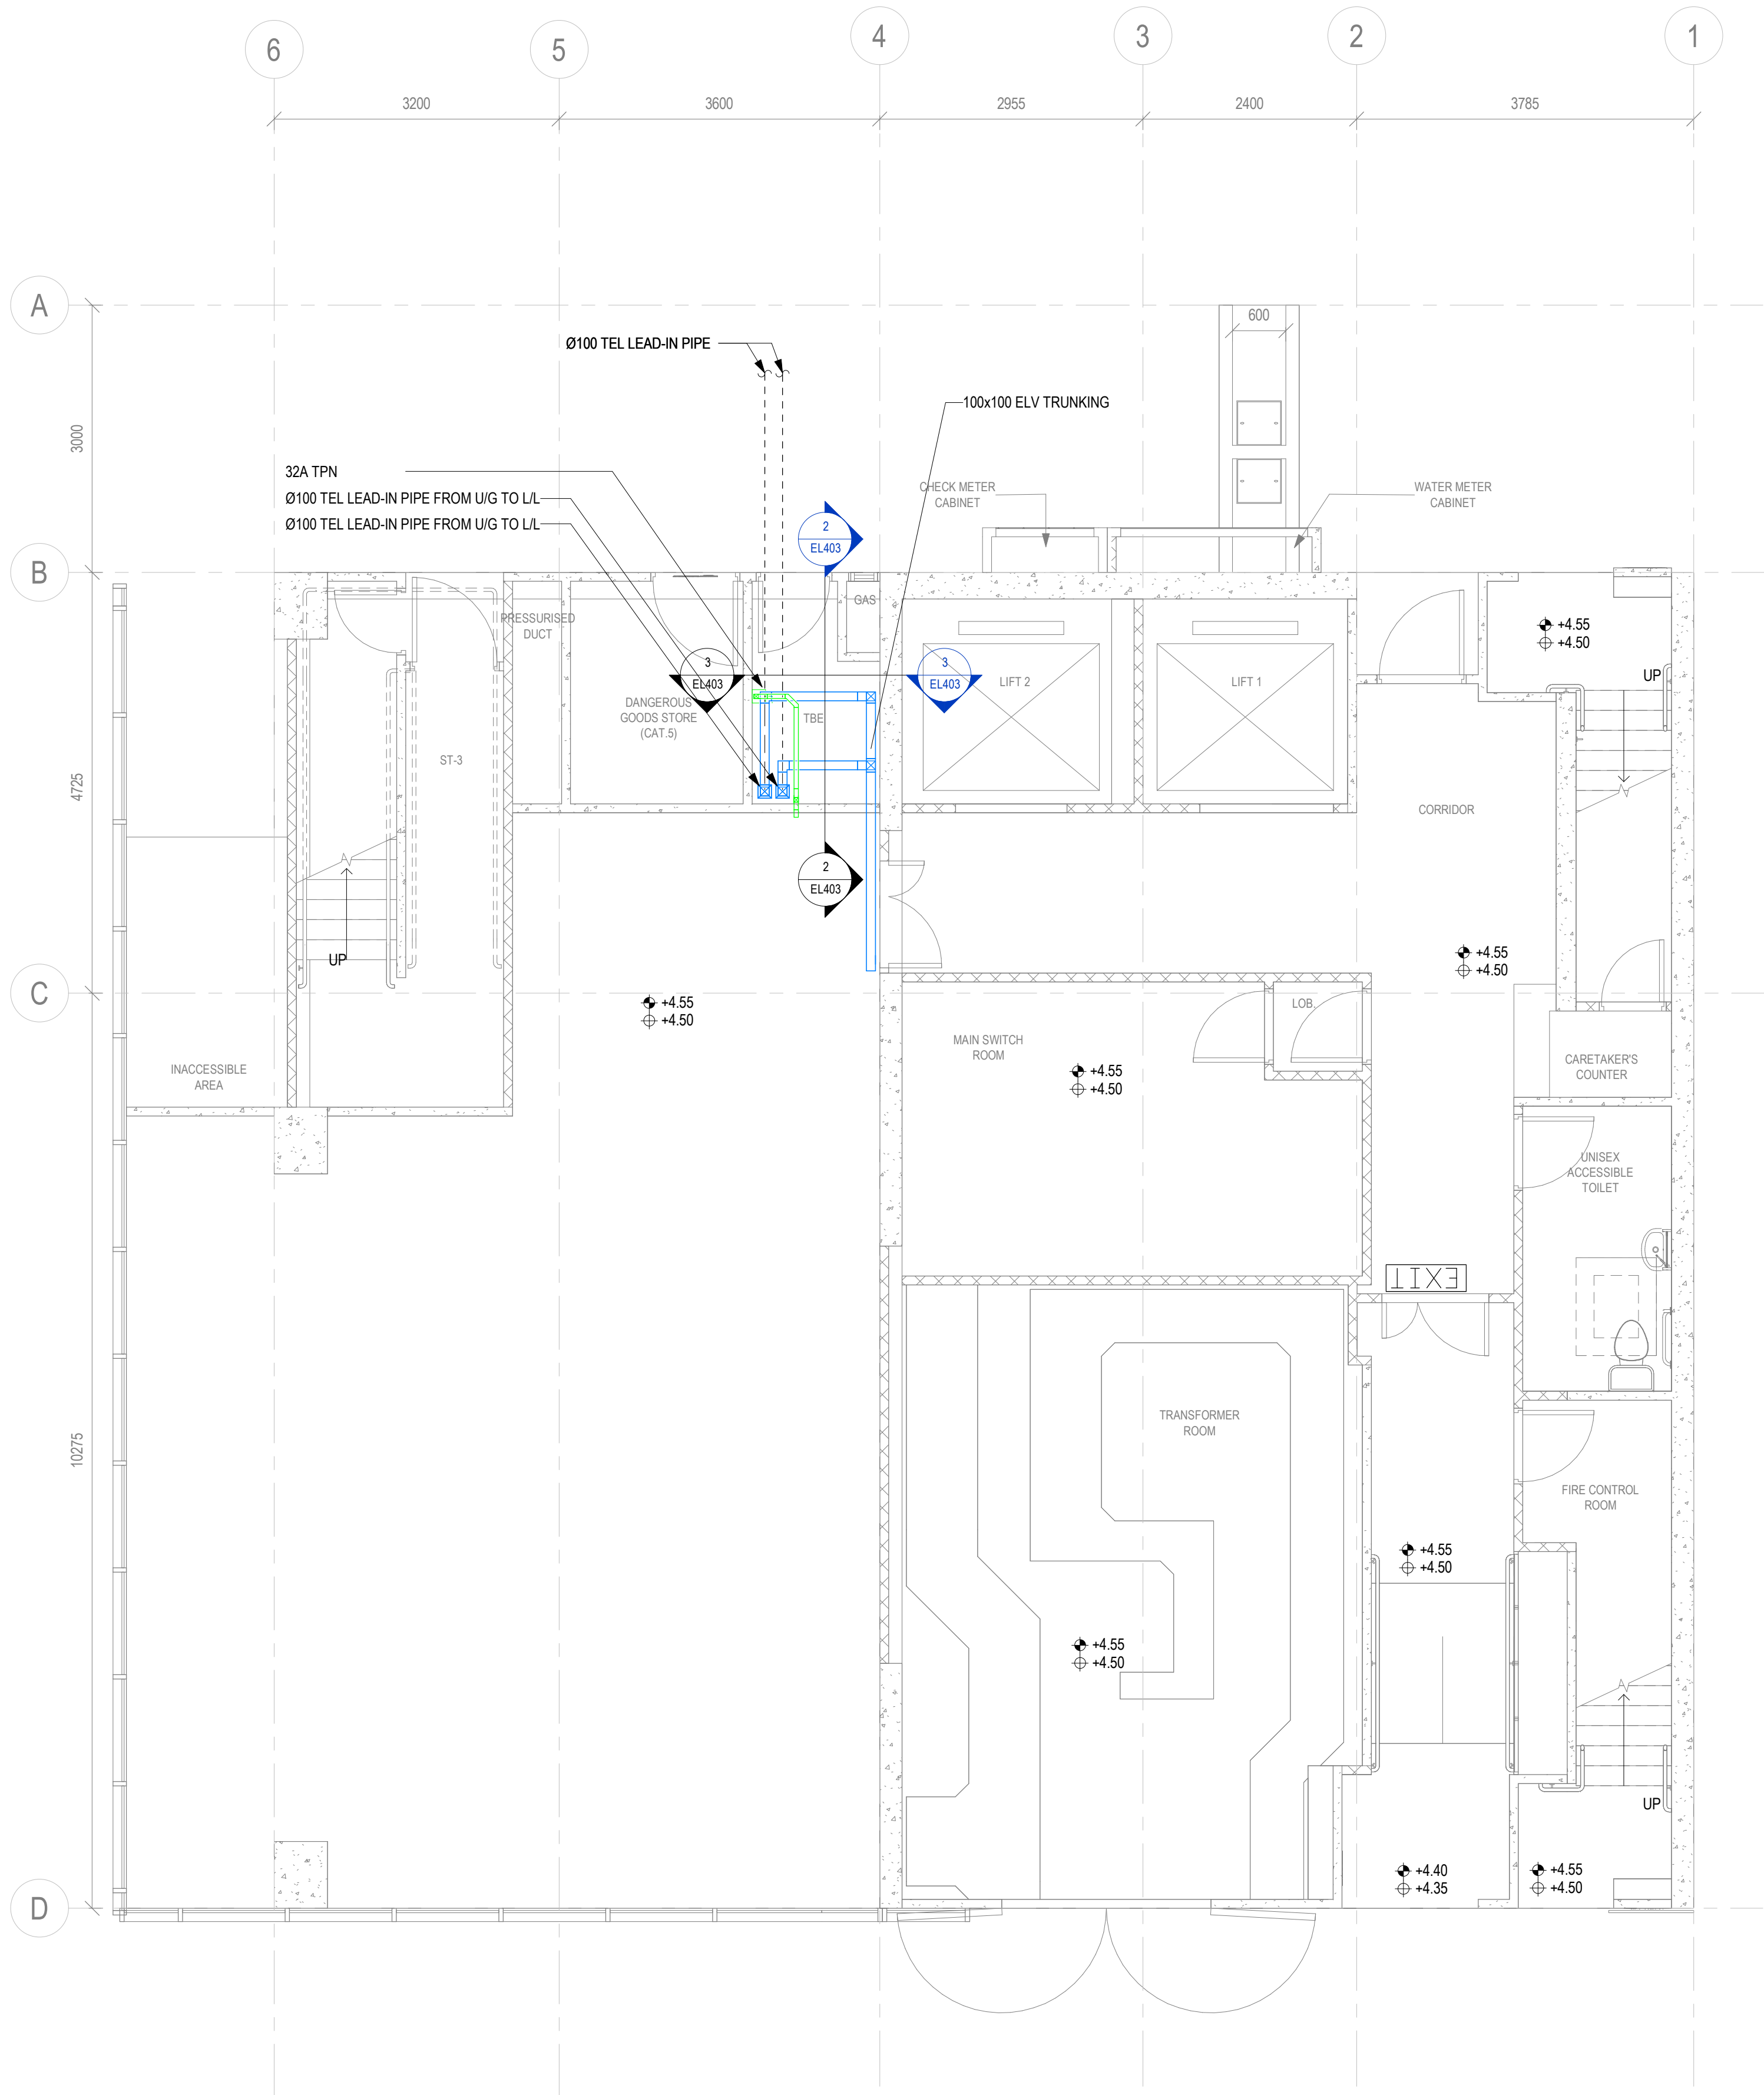 6
5
4
3
2
1
3200
3600
2955
2400
3785
A
600
Ø100 TEL LEAD-IN PIPE
100x100 ELV TRUNKING
3000
32A TPN
Ø100 TEL LEAD-IN PIPE FROM U/G TO L/L
Ø100 TEL LEAD-IN PIPE FROM U/G TO L/L
CHECK METER
CABINET
WATER METER
CABINET
2
EL403
B
GAS
PRESSURISED
DUCT
+4.55
+4.50
3
EL403
3
EL403
LIFT 2
LIFT 1
UP
DANGEROUS
GOODS STORE
(CAT.5)
TBE
ST-3
4725
CORRIDOR
2
EL403
UP
+4.55
+4.50
C
+4.55
+4.50
LOB.
MAIN SWITCH
ROOM
+4.55
+4.50
INACCESSIBLE
AREA
CARETAKER'S
COUNTER
UNISEX
ACCESSIBLE
TOILET
EXIT
TRANSFORMER
ROOM
10275
FIRE CONTROL
ROOM
+4.55
+4.50
+4.55
+4.50
UP
+4.40
+4.35
+4.55
+4.50
D